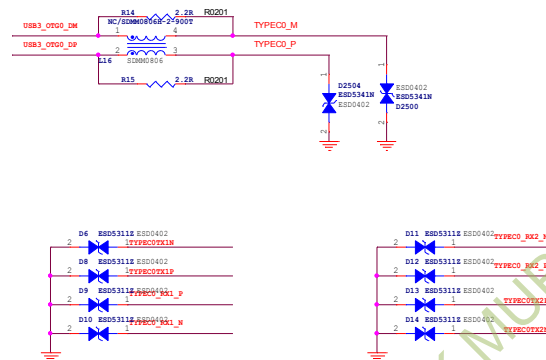 R14 2.2R R0201
NC/SDMM0806H-2-900T
USB3_OTG0_DM 1 4 TYPEC0_M
USB3_OTG0_DP 2 3 TYPEC0_P
L16 SDMM0806
R15 2.2R R0201
1 1
D2504 ESD0402
ESD5341N ESD5341N
ESD0402 D2500
2 2
D6 ESD5311Z ESD0402
2 1 TYPEC0TX1N
D8 ESD5311Z ESD0402
2 1 TYPEC0TX1P
D9 ESD5311Z ESD0402
2 1 TYPEC0_RX1_P
D10 ESD5311Z ESD0402
2 1 TYPEC0_RX1_N
D11 ESD5311Z ESD0402 TYPEC0_RX2_N
2 1
D12 ESD5311Z ESD0402 TYPEC0_RX2_P
2 1
D13 ESD5311Z ESD0402
2 1 TYPEC0TX2P
D14 ESD5311Z ESD0402
2 1 TYPEC0TX2N